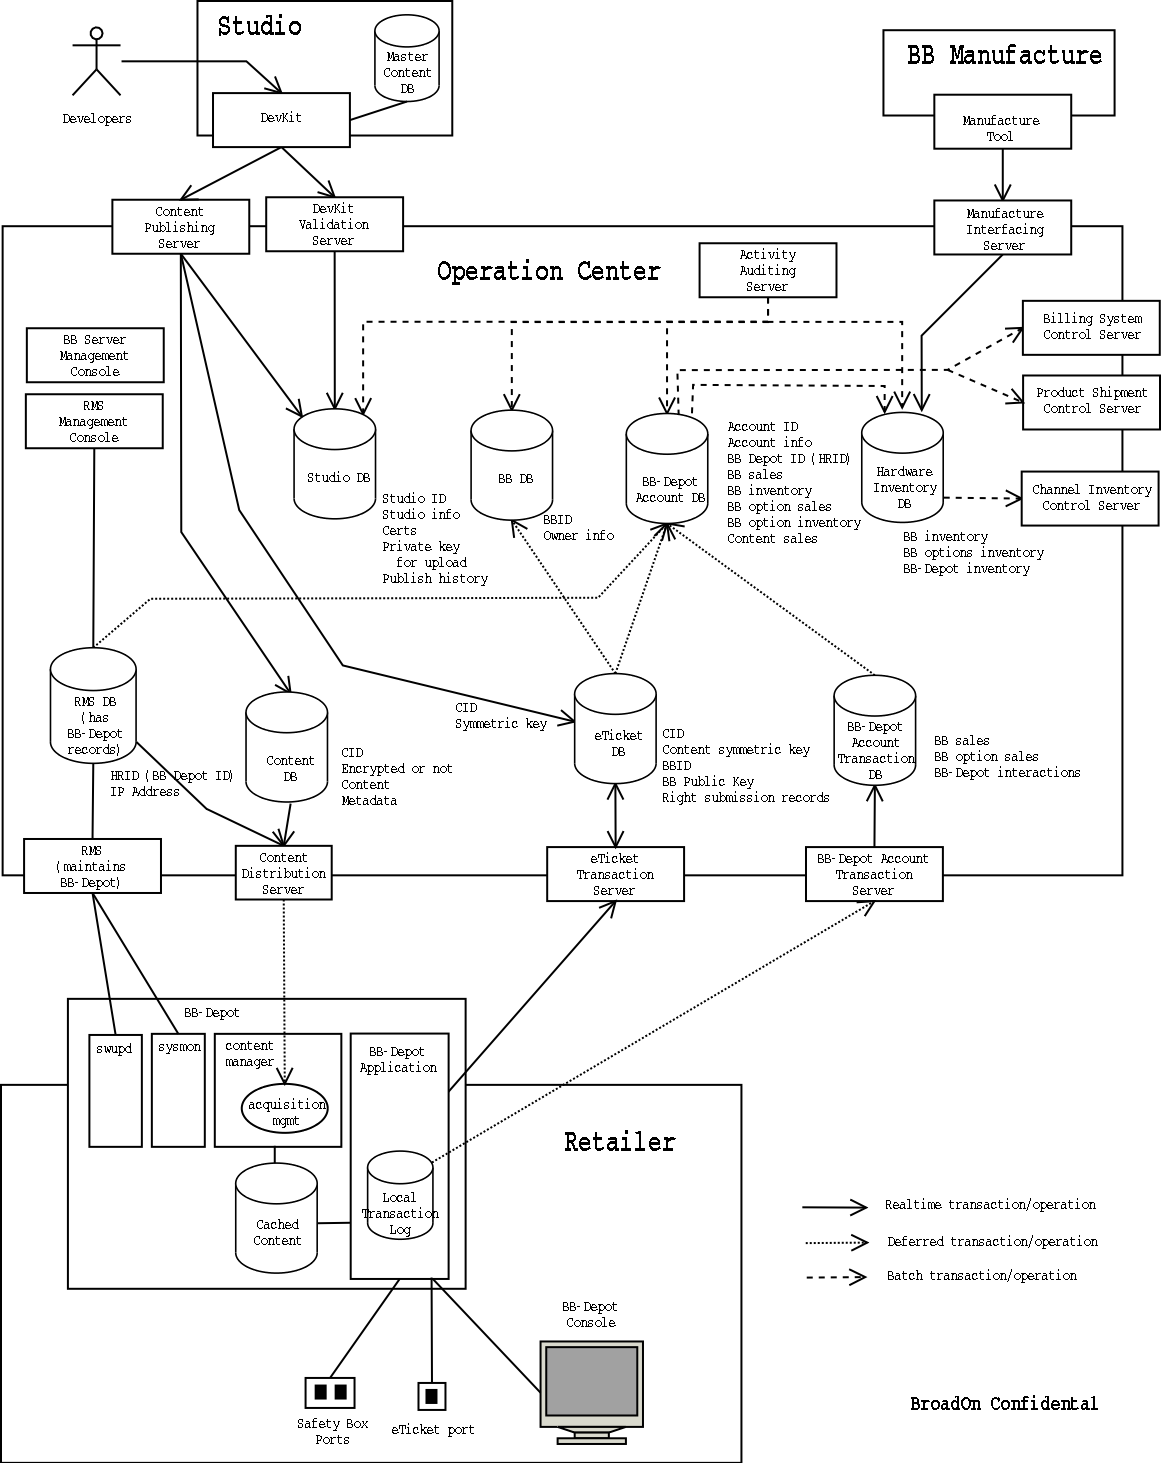 Studio
Master
Content
DB
DevKit
Developers
BB Manufacture
Manufacture
Tool
Content
Publishing
Server
DevKit
Validation
Server
Manufacture
Interfacing
Server
Operation Center
Activity
Auditing
Server
BB Server
Management
Console
RMS
Management
Console
Billing System
Control Server
Product Shipment
Control Server
Channel Inventory
Control Server
Studio DB
Studio ID
Studio info
Certs
Private key
for upload
Publish history
BB DB
BBID
Owner info
BB-Depot
Account DB
Account ID
Account info
BB Depot ID (HRID)
BB sales
BB inventory
BB option sales
BB option inventory
Content sales
Hardware
Inventory
DB
BB inventory
BB options inventory
BB-Depot inventory
RMS DB
(has
BB-Depot
records)
HRID (BB Depot ID)
IP Address
Content
DB
CID
Encrypted or not
Content
Metadata
CID
Symmetric key
eTicket
DB
CID
Content symmetric key
BBID
BB Public Key
Right submission records
BB-Depot
Account
Transaction
DB
BB sales
BB option sales
BB-Depot interactions
RMS
(maintains
BB-Depot)
Content
Distribution
Server
eTicket
Transaction
Server
BB-Depot Account
Transaction
Server
BB-Depot
swupd
sysmon
content
manager
acquisition
mgmt
BB-Depot
Application
Local
Transaction
Log
Cached
Content
Retailer
Realtime transaction/operation
Deferred transaction/operation
Batch transaction/operation
BB-Depot
Console
Safety Box
Ports
eTicket port
BroadOn Confidental